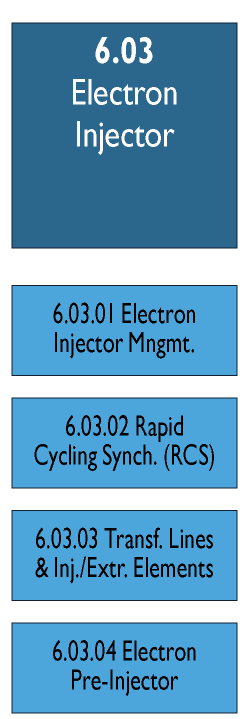 6.03
Electron
Injector
6.03.01 Electron
Injector Mngmt.
6.03.02 Rapid
Cycling Synch. (RCS)
6.03.03 Transf. Lines
& Inj./Extr. Elements
6.03.04 Electron
Pre-Injector